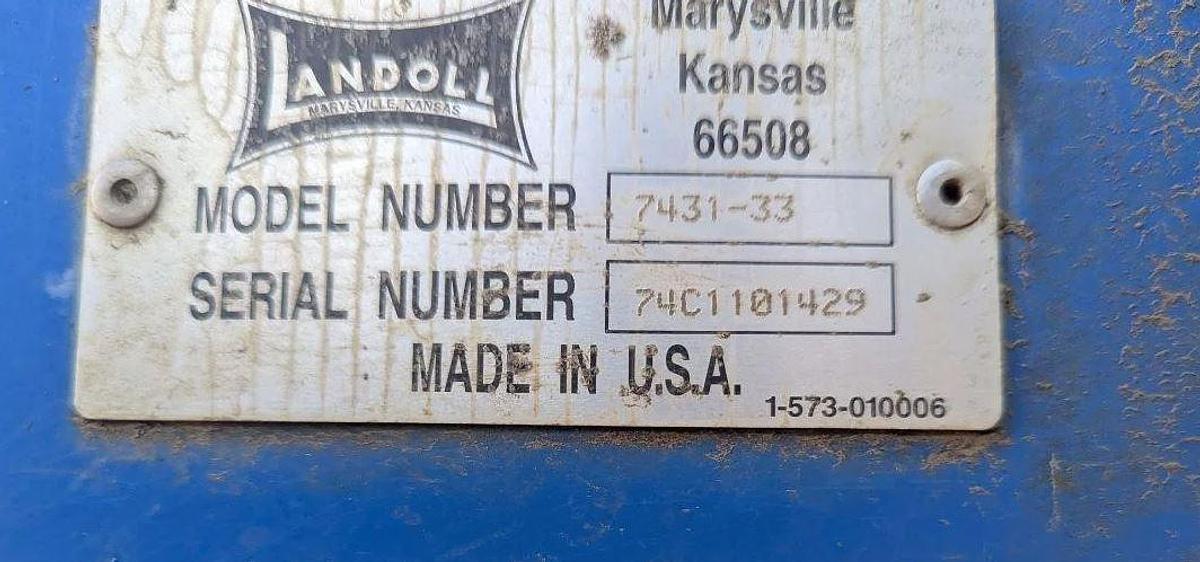 LANDOLL
MARYSVILLE, KANSAS
Marysville
Kansas
66508
MODEL NUMBER 7431-33
SERIAL NUMBER 74C1101429
MADE IN U.S.A.
1-573-010006